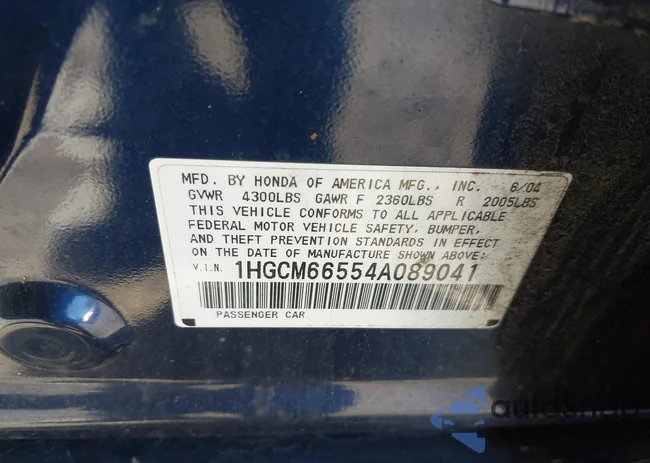 MFD. BY HONDA OF AMERICA MFG., INC. 6/04
GVWR 4300LBS GAWR F 2360LBS R 2005LBS
THIS VEHICLE CONFORMS TO ALL APPLICABLE
FEDERAL MOTOR VEHICLE SAFETY, BUMPER,
AND THEFT PREVENTION STANDARDS IN EFFECT
ON THE DATE OF MANUFACTURE SHOWN ABOVE:
V.I.N. 1HGCM66554A089041
PASSENGER CAR